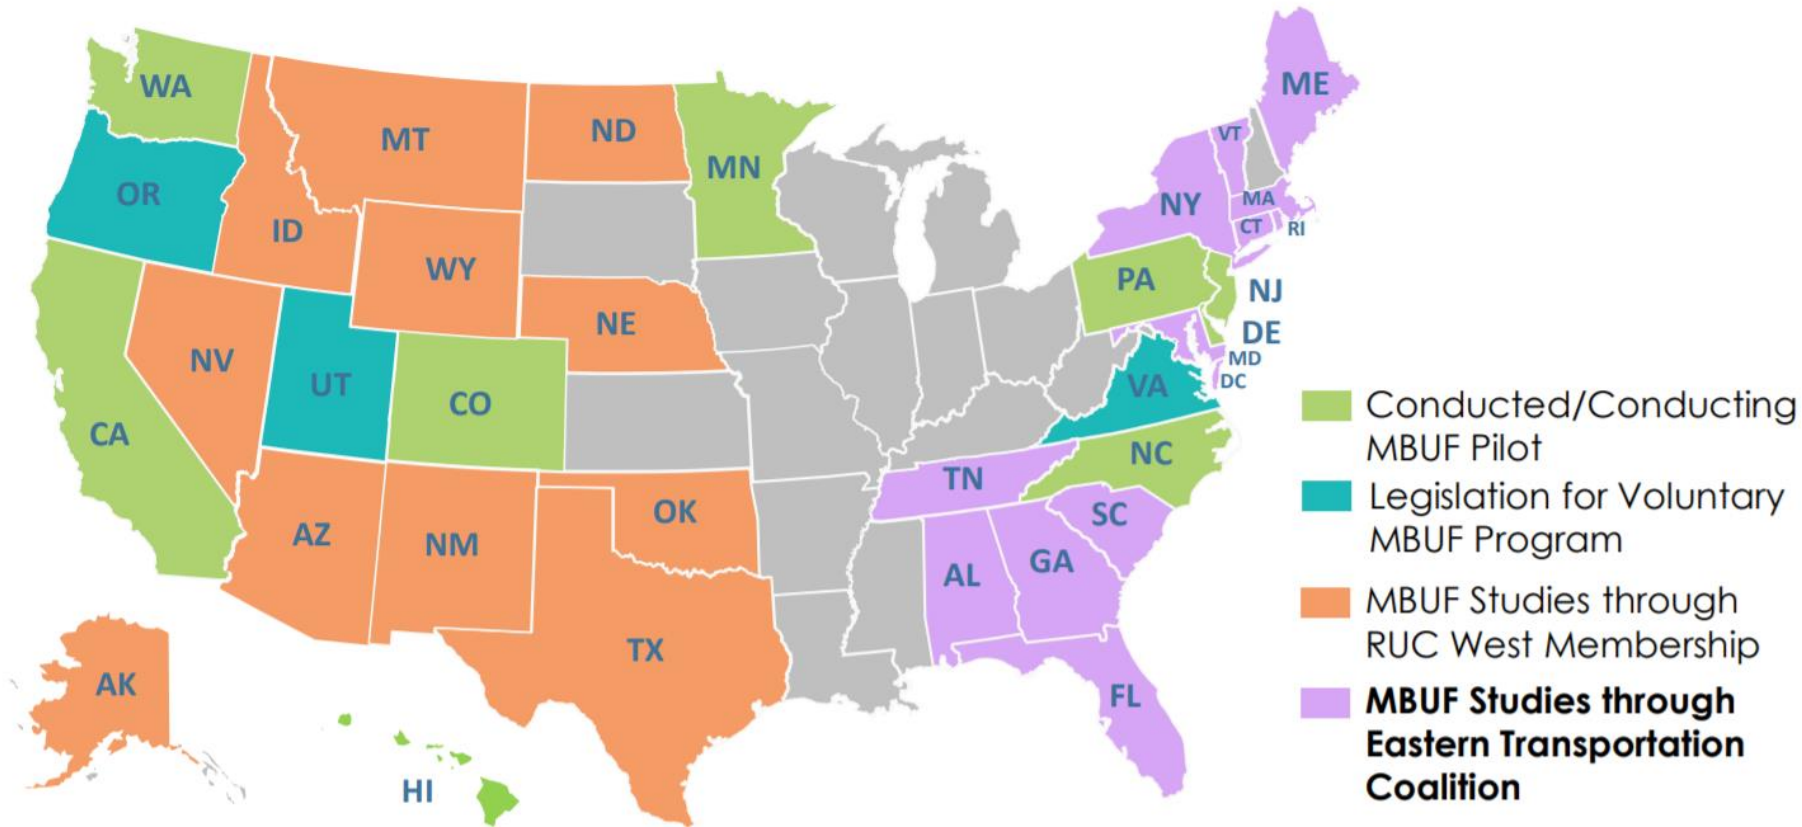 WA
MT
ND
MN
ME
VT
OR
ID
NY
MA
CT
RI
WY
PA
NJ
NE
DE
NV
UT
CO
MD
DC
VA
CA
NC
TN
AZ
NM
OK
SC
AL
GA
TX
FL
AK
HI
Conducted/Conducting
MBUF Pilot
Legislation for Voluntary
MBUF Program
MBUF Studies through
RUC West Membership
MBUF Studies through
Eastern Transportation
Coalition